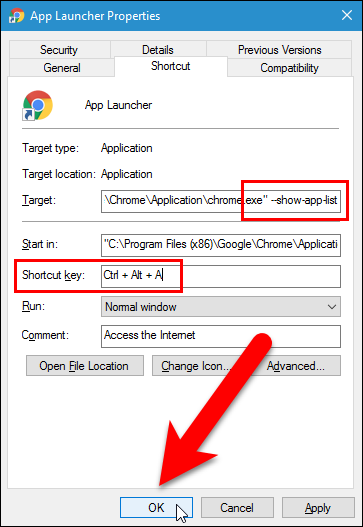 App Launcher Properties
Security Details Previous Versions
General Shortcut Compatibility
App Launcher
Target type: Application
Target location: Application
Target: \Chrome\Application\chrome.exe" --show-app-list
Start in: "C:\Program Files (x86)\Google\Chrome\Applicati
Shortcut key: Ctrl + Alt + A
Run: Normal window
Comment: Access the Internet
Open File Location Change Icon... Advanced...
OK Cancel Apply